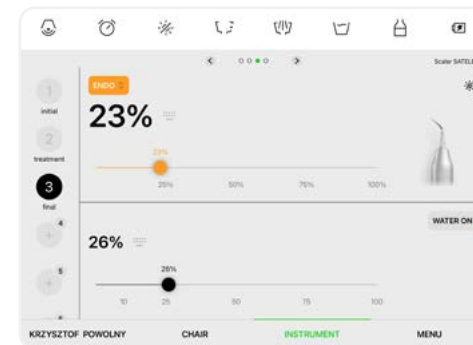 Scaler SATELE
ENDO
1
initial
23%
2
treatment
23%
25% 50% 75% 100%
3
final
WATER ON
4
26%
5
26%
10 25 50 75 100
KRZYSZTOF POWOLNY CHAIR INSTRUMENT MENU